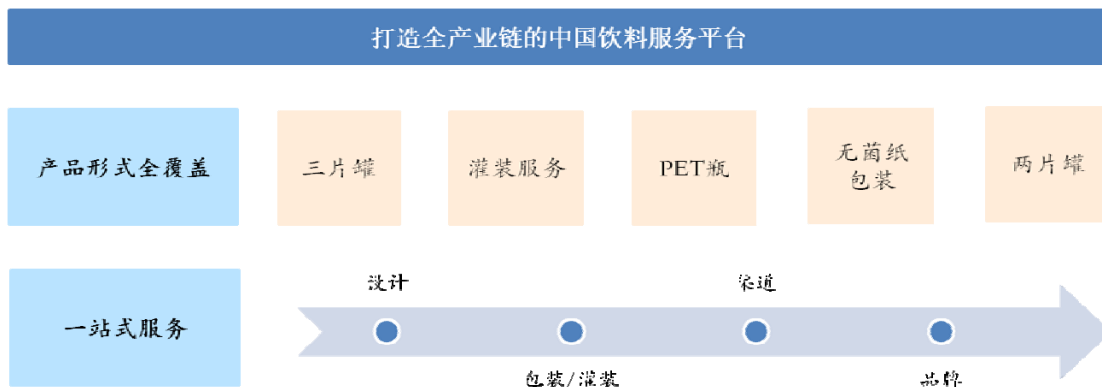 打造全产业链的中国饮料服务平台
产品形式全覆盖
三片罐
灌装服务
PET瓶
无菌纸
包装
两片罐
一站式服务
设计
包装/灌装
渠道
品牌